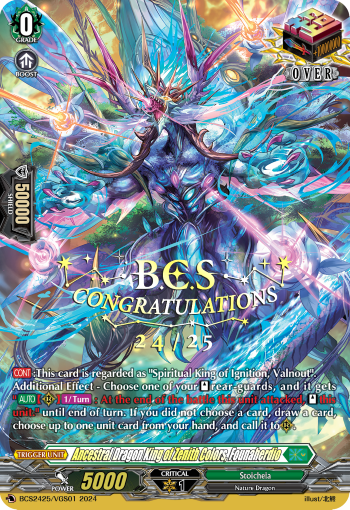 0
GRADE
BOOST
+100000000
OVER
50000
SHIELD
B.C.S
CONGRATULATIONS
24/25
CONT:This card is regarded as "Spiritual King of Ignition, Valnout".
Additional Effect - Choose one of your rear-guards, and it gets
"AUTO 1/Turn : At the end of the battle this unit attacked, this
unit." until end of turn. If you did not choose a card, draw a card,
choose up to one unit card from your hand, and call it to .
TRIGGER UNIT
Ancestral Dragon King of Zenith Colors, Founaherdio
POWER 5000
CRITICAL
1
Stoicheia
Nature Dragon
BCS2425/VGS01 2024
illust/北熊